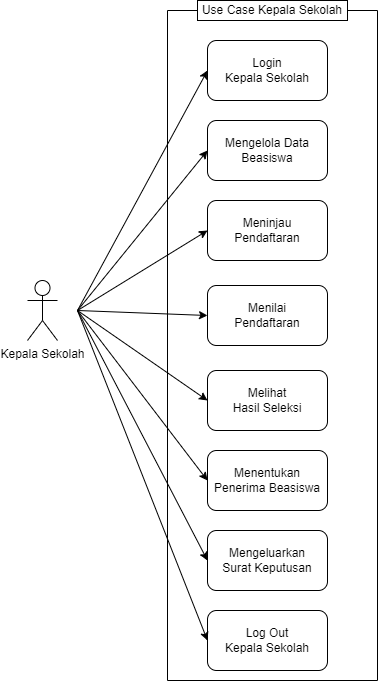 Use Case Kepala Sekolah
Login
Kepala Sekolah
Mengelola Data
Beasiswa
Meninjau
Pendaftaran
Menilai
Pendaftaran
Kepala Sekolah
Melihat
Hasil Seleksi
Menentukan
Penerima Beasiswa
Mengeluarkan
Surat Keputusan
Log Out
Kepala Sekolah